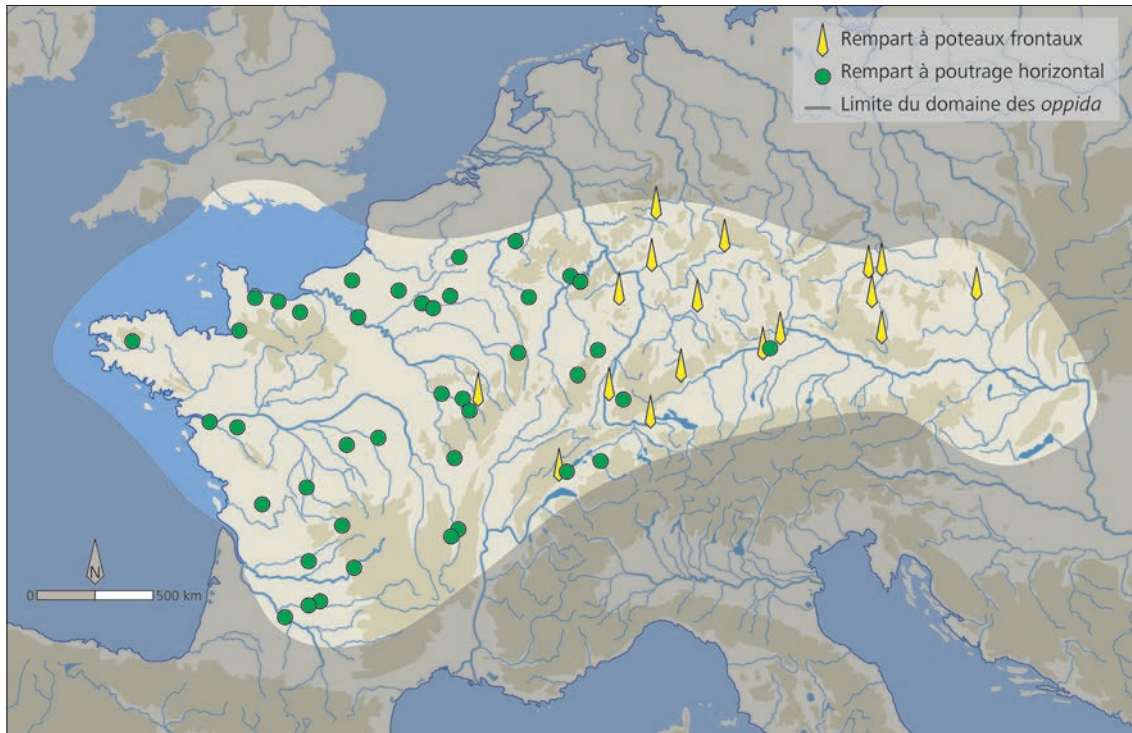 Rempart à poteaux frontaux
Rempart à poutrage horizontal
Limite du domaine des oppida
N
0 500 km